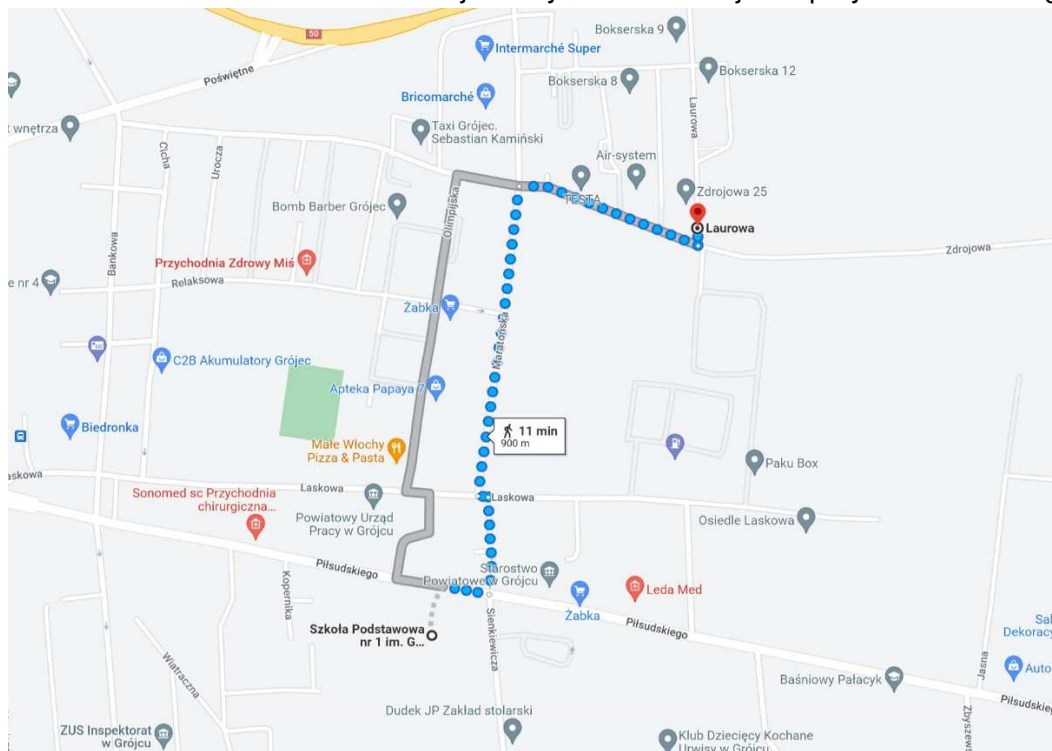 50
Bokserska 9
Intermarché Super
Poświętne
Bokserska 8
Bokserska 12
Bricomarché
Laurowa
t wnętrza
Taxi Grójec.
Sebastian Kamiński
Cicha
Urocza
Air-system
TESTA
Zdrojowa 25
Bomb Barber Grójec
Olimpijska
Laurowa
Zdrojowa
Bankowa
Przychodnia Zdrowy Miś
e nr 4
Relaksowa
Żabka
Maratońska
C2B Akumulatory Grójec
Apteka Papaya 7
Biedronka
11 min
900 m
Małe Włochy
Pizza & Pasta
Paku Box
askowa
Laskowa
Laskowa
Sonomed sc Przychodnia
chirurgiczna...
Powiatowy Urząd
Pracy w Grójcu
Osiedle Laskowa
Piłsudskiego
Starostwo
Powiatowe w Grójcu
Kopernika
Leda Med
Żabka
Szkoła Podstawowa
nr 1 im. G...
Sienkiewicza
Piłsudskiego
Sal
Dekoracy
Wiatraczna
Jasna
Auto
Baśniowy Pałacyk
Piłsudskiego
Dudek JP Zakład stolarski
Zbyszews
ZUS Inspektorat
w Grójcu
Klub Dziecięcy Kochane
Urwisy w Grójcu